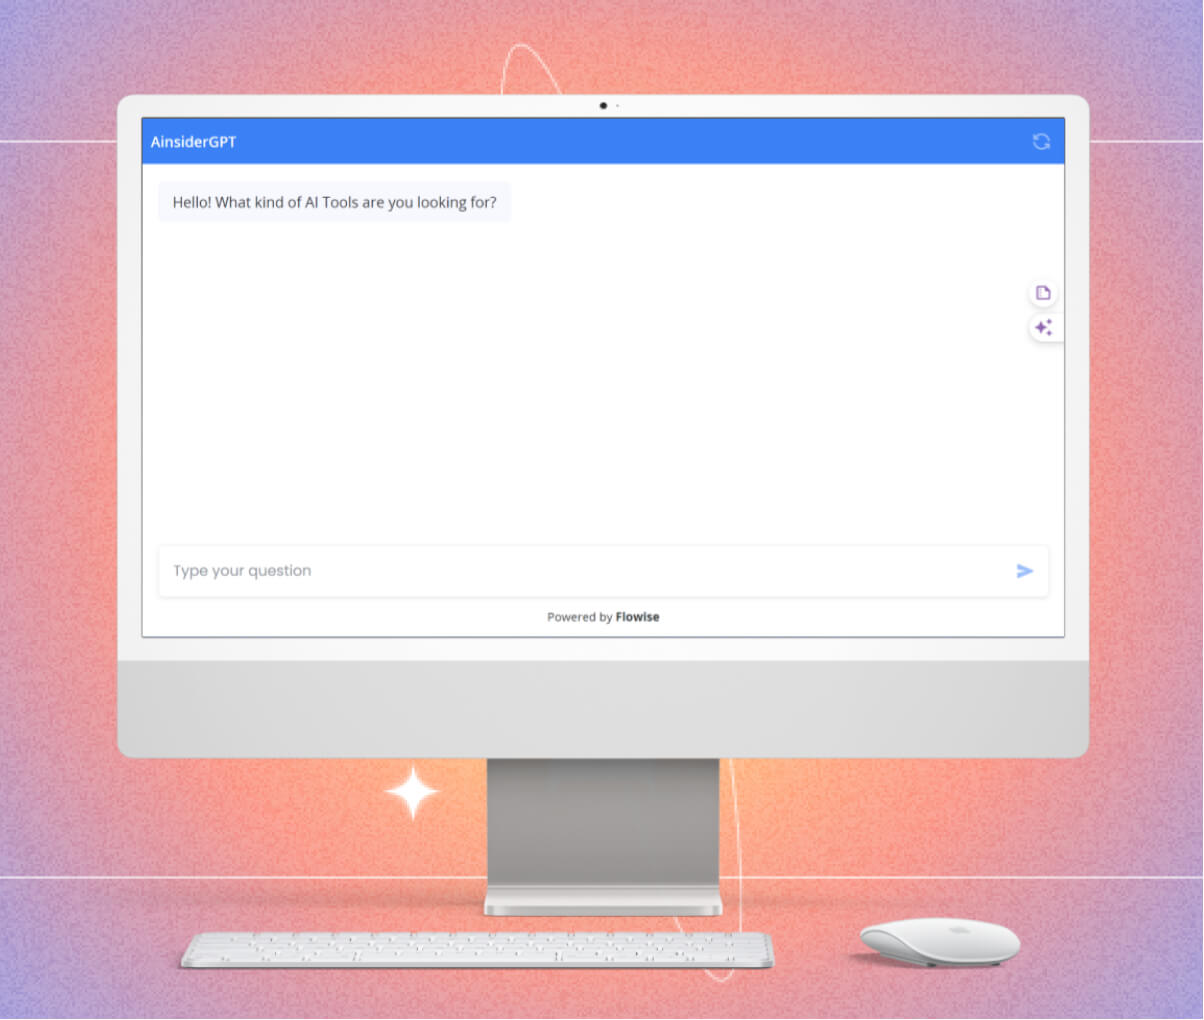 AinsiderGPT
Hello! What kind of AI Tools are you looking for?
Type your question
Powered by Flowise